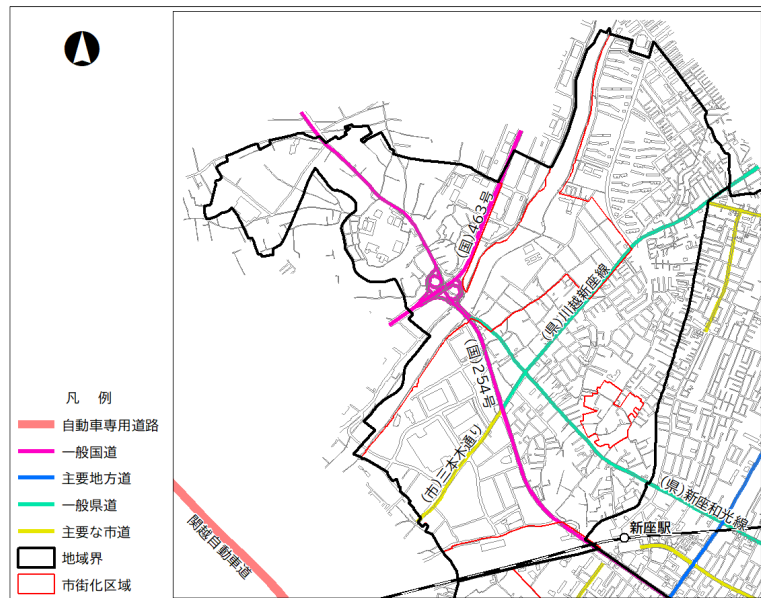 凡 例
自動車専用道路
一般国道
主要地方道
一般県道
主要な市道
地域界
市街化区域
(国)463号
(県)川越新座線
(国)254号
(市)三本木通り
(県)新座和光線
新座駅
関越自動車道